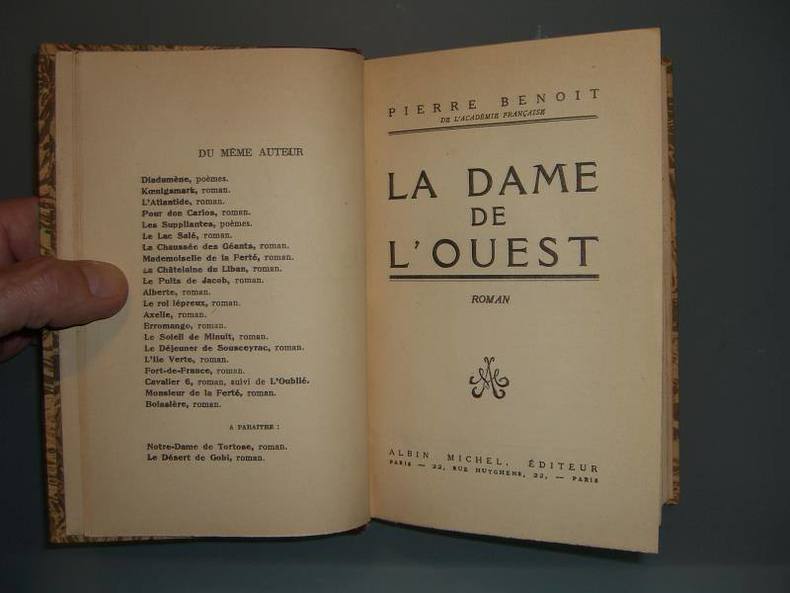 DU MÊME AUTEUR
Diadumène, poèmes.
Kœnigsmark, roman.
L'Atlantide, roman.
Pour don Carlos, roman.
Les Suppliantes, poèmes.
Le Lac Salé, roman.
La Chaussée des Géants, roman.
Mademoiselle de la Ferté, roman.
La Châtelaine du Liban, roman.
Le Puits de Jacob, roman.
Alberte, roman.
Le roi lépreux, roman.
Axelle, roman.
Erromango, roman.
Le Soleil de Minuit, roman.
Le Déjeuner de Sousceyrac, roman.
L'Ile Verte, roman.
Fort-de-France, roman.
Cavalier 6, roman, suivi de L'Oublié.
Monsieur de la Ferté, roman.
Boissière, roman.
A PARAITRE :
Notre-Dame de Tortose, roman.
Le Désert de Gobi, roman.
PIERRE BENOIT
DE L'ACADÉMIE FRANÇAISE
LA DAME
DE
L'OUEST
ROMAN
ALBIN MICHEL, ÉDITEUR
PARIS — 22, RUE HUYGHENS, 22, — PARIS